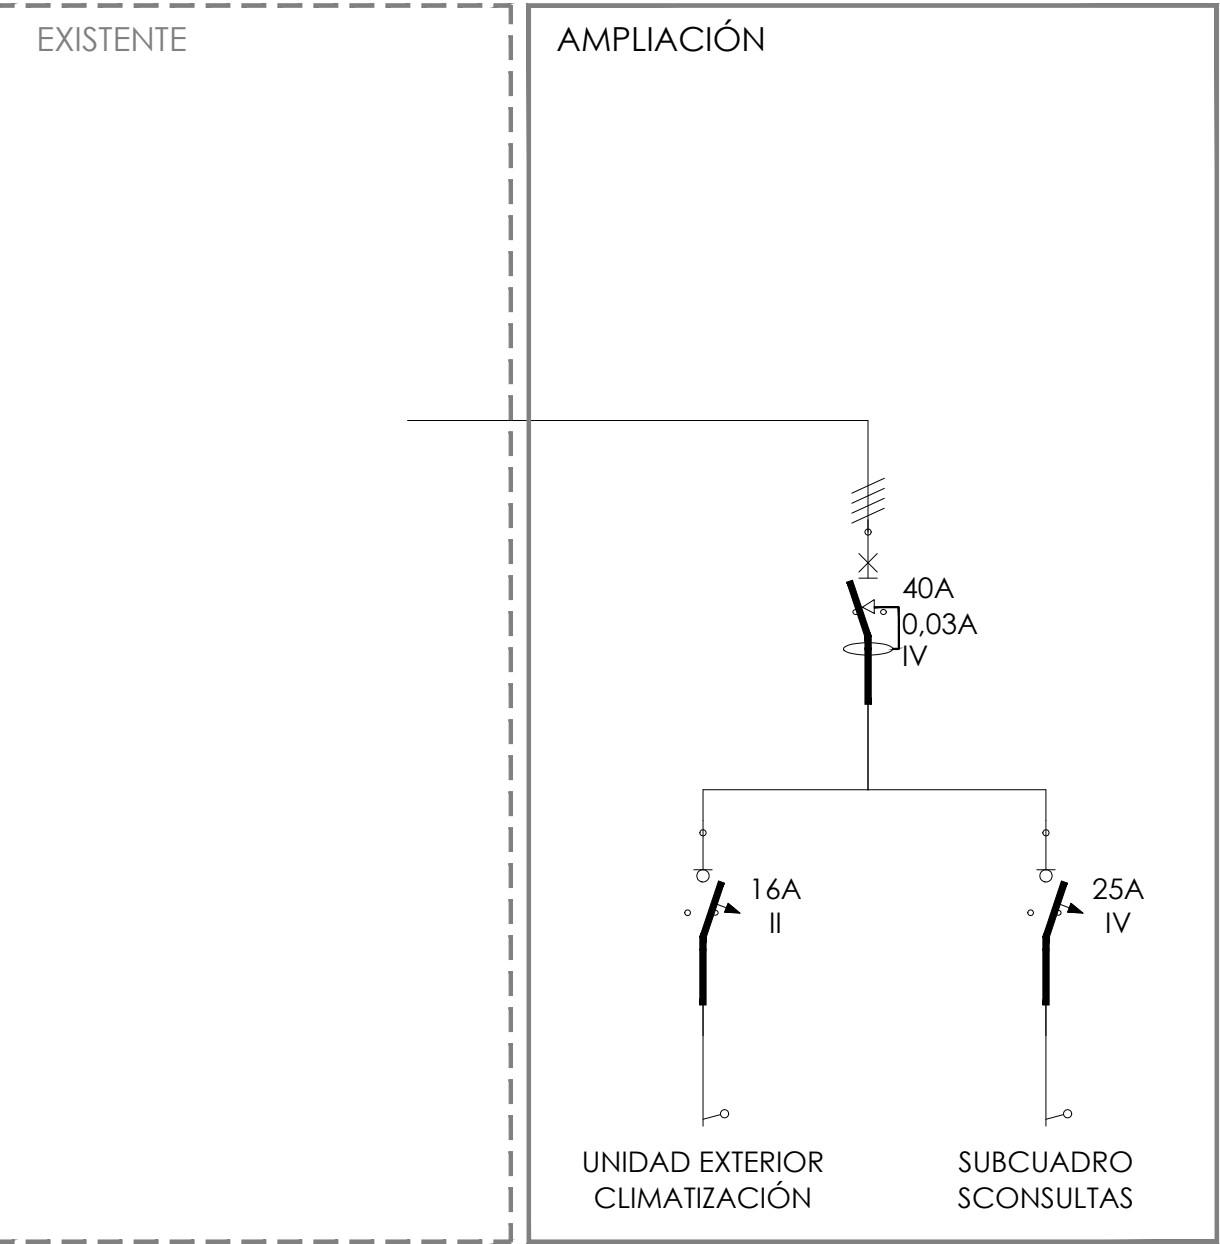 EXISTENTE
AMPLIACIÓN
40A
0,03A
IV
16A
II
25A
IV
UNIDAD EXTERIOR
CLIMATIZACIÓN
SUBCUADRO
SCONSULTAS